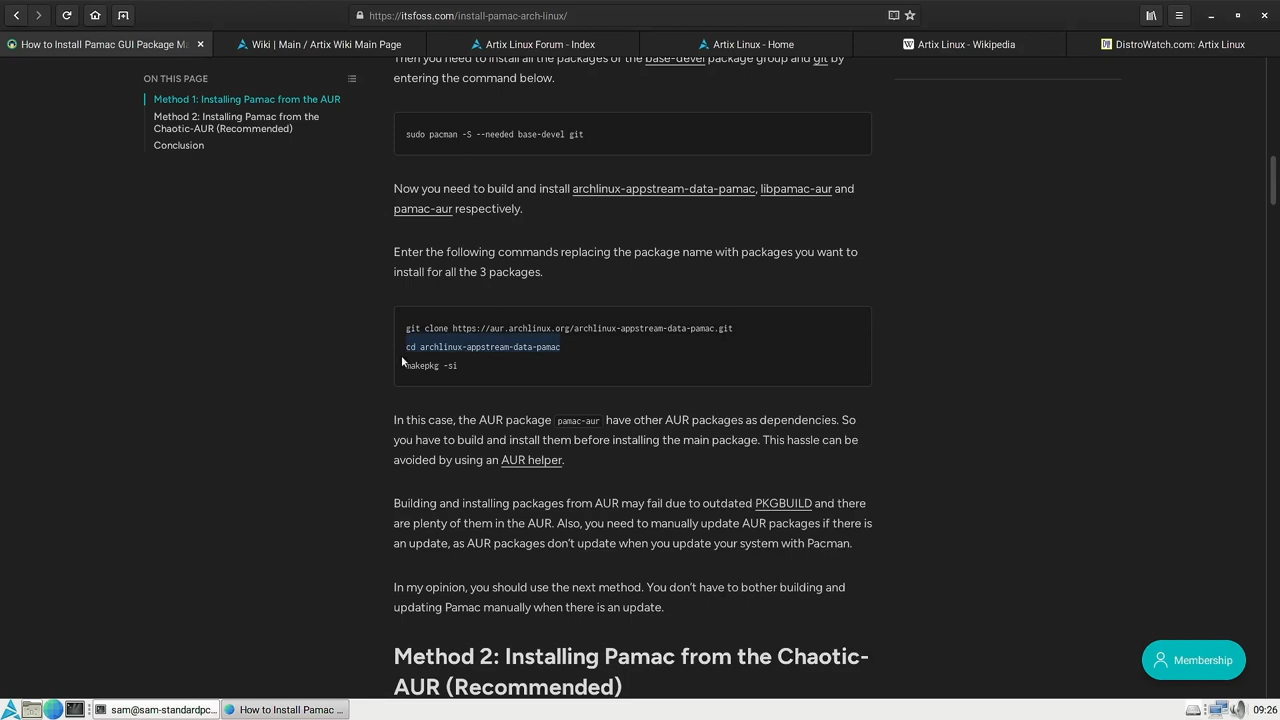 https://itsfoss.com/install-pamac-arch-linux/
How to Install Pamac GUI Package Ma
Wiki | Main / Artix Wiki Main Page
Artix Linux Forum - Index
Artix Linux - Home
Artix Linux - Wikipedia
DistroWatch.com: Artix Linux
ON THIS PAGE
Method 1: Installing Pamac from the AUR
Method 2: Installing Pamac from the
Chaotic-AUR (Recommended)
Conclusion
Then you need to install all the packages of the base-devel package group and git by
entering the command below.
sudo pacman -S --needed base-devel git
Now you need to build and install archlinux-appstream-data-pamac, libpamac-aur and
pamac-aur respectively.
Enter the following commands replacing the package name with packages you want to
install for all the 3 packages.
git clone https://aur.archlinux.org/archlinux-appstream-data-pamac.git
cd archlinux-appstream-data-pamac
makepkg -si
In this case, the AUR package pamac-aur have other AUR packages as dependencies. So
you have to build and install them before installing the main package. This hassle can be
avoided by using an AUR helper.
Building and installing packages from AUR may fail due to outdated PKGBUILD and there
are plenty of them in the AUR. Also, you need to manually update AUR packages if there is
an update, as AUR packages don't update when you update your system with Pacman.
In my opinion, you should use the next method. You don't have to bother building and
updating Pamac manually when there is an update.
Method 2: Installing Pamac from the Chaotic-
AUR (Recommended)
Membership
sam@sam-standardpc...
How to Install Pamac ...
09:26